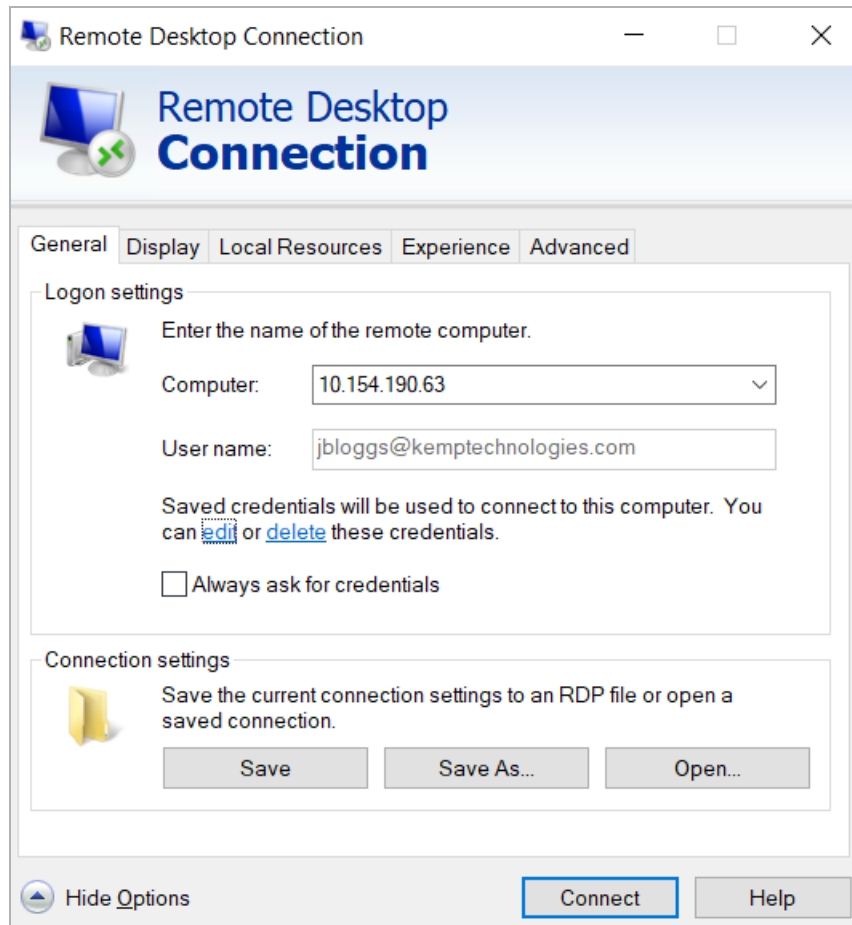 Remote Desktop Connection
Remote Desktop
Connection
General Display Local Resources Experience Advanced
Logon settings
Enter the name of the remote computer.
Computer: 10.154.190.63
User name: jbloggs@kemptechnologies.com
Saved credentials will be used to connect to this computer. You
can edit or delete these credentials.
Always ask for credentials
Connection settings
Save the current connection settings to an RDP file or open a
saved connection.
Save Save As... Open...
Hide Options Connect Help